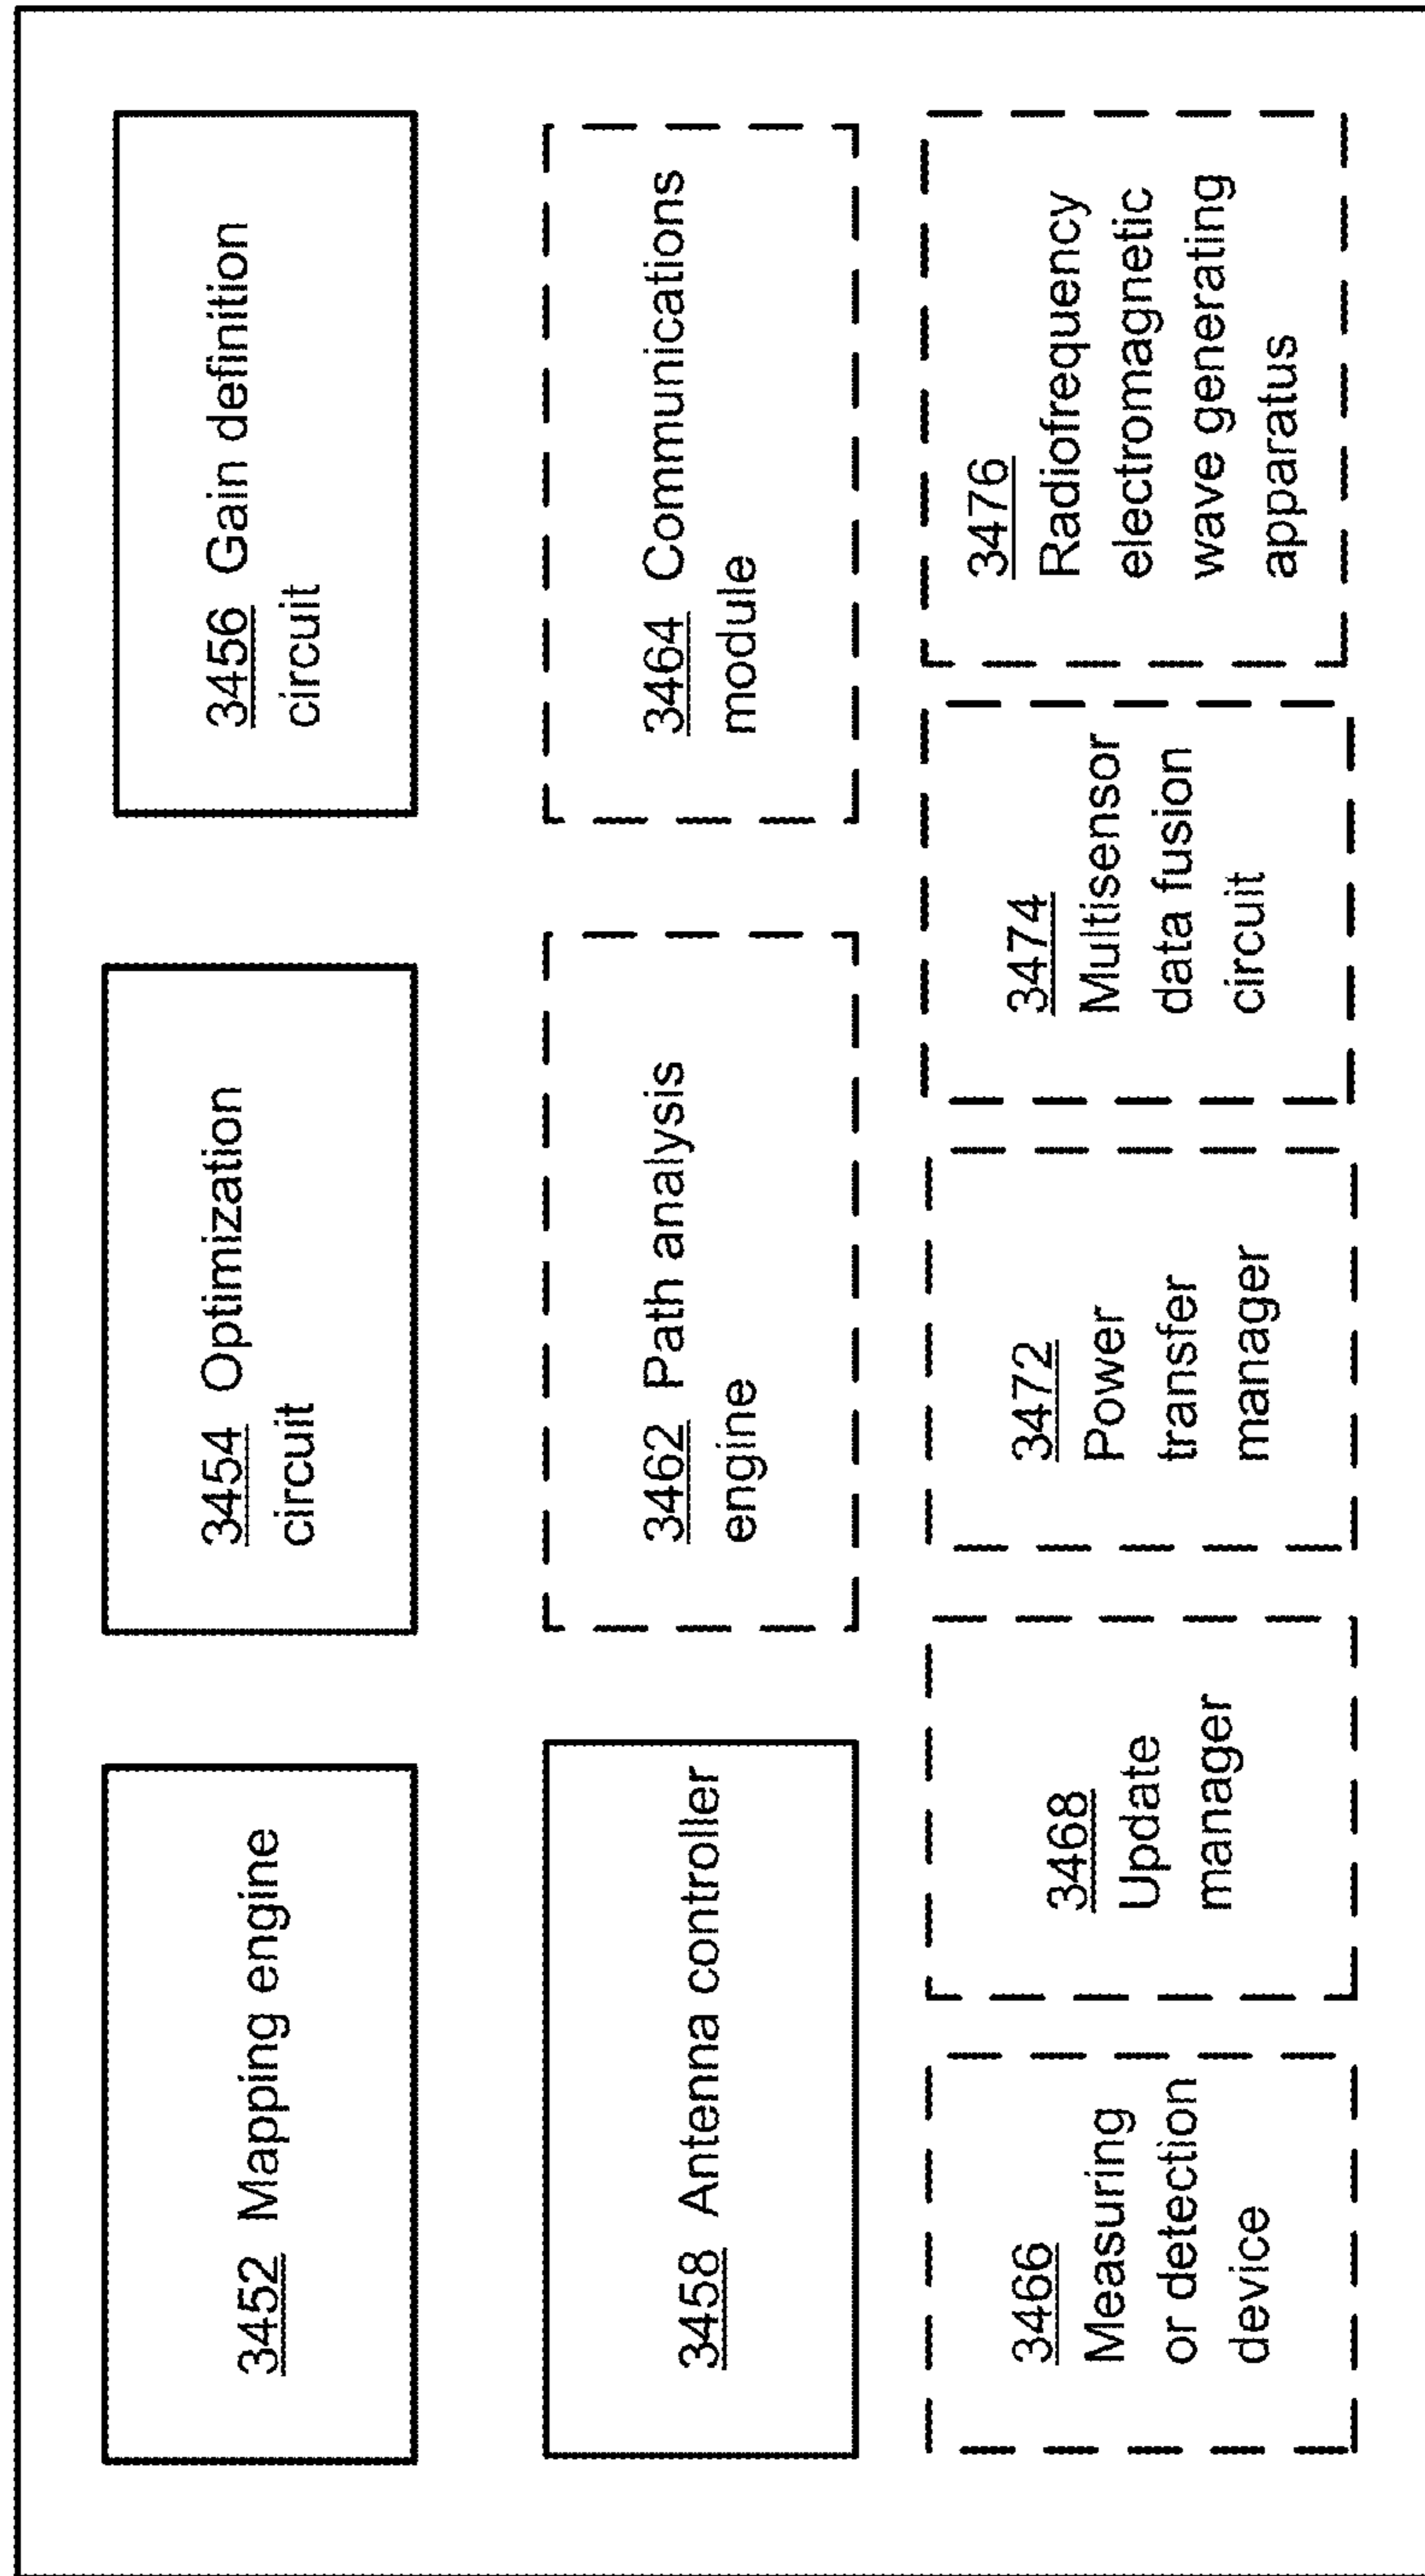 3452 Mapping engine
3454 Optimization
circuit
3456 Gain definition
circuit
3458 Antenna controller
3462 Path analysis
engine
3464 Communications
module
3466
Measuring
or detection
device
3468
Update
manager
3472
Power
transfer
manager
3474
Multisensor
data fusion
circuit
3476
Radiofrequency
electromagnetic
wave generating
apparatus